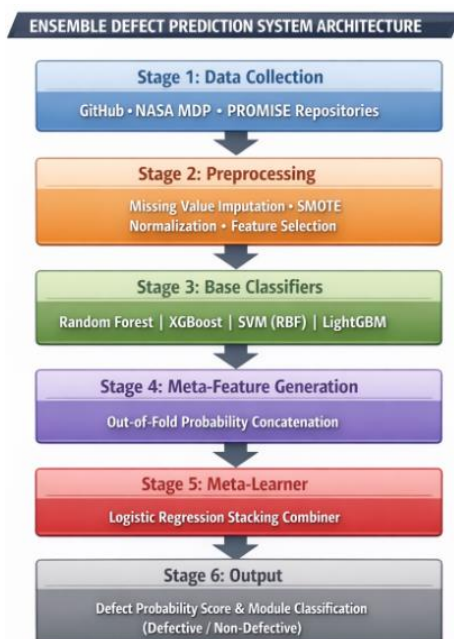 ENSEMBLE DEFECT PREDICTION SYSTEM ARCHITECTURE
Stage 1: Data Collection
GitHub • NASA MDP • PROMISE Repositories
Stage 2: Preprocessing
Missing Value Imputation • SMOTE
Normalization • Feature Selection
Stage 3: Base Classifiers
Random Forest | XGBoost | SVM (RBF) | LightGBM
Stage 4: Meta-Feature Generation
Out-of-Fold Probability Concatenation
Stage 5: Meta-Learner
Logistic Regression Stacking Combiner
Stage 6: Output
Defect Probability Score & Module Classification
(Defective / Non-Defective)